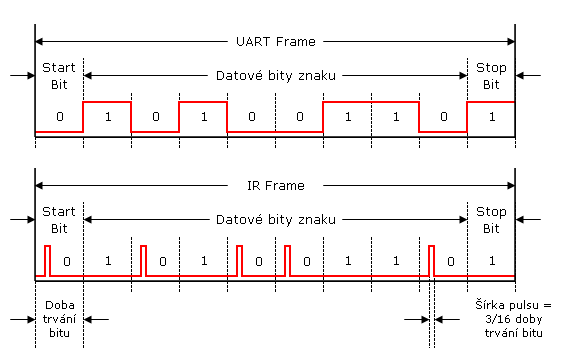 UART Frame
Start
Bit
Datové bity znaku
Stop
Bit
0 1 0 1 0 0 1 1 0 1
IR Frame
Start
Bit
Datové bity znaku
Stop
Bit
0 1 0 1 0 0 1 1 0 1
Doba
trvání
bitu
Šírka pulsu =
3/16 doby
trvání bitu